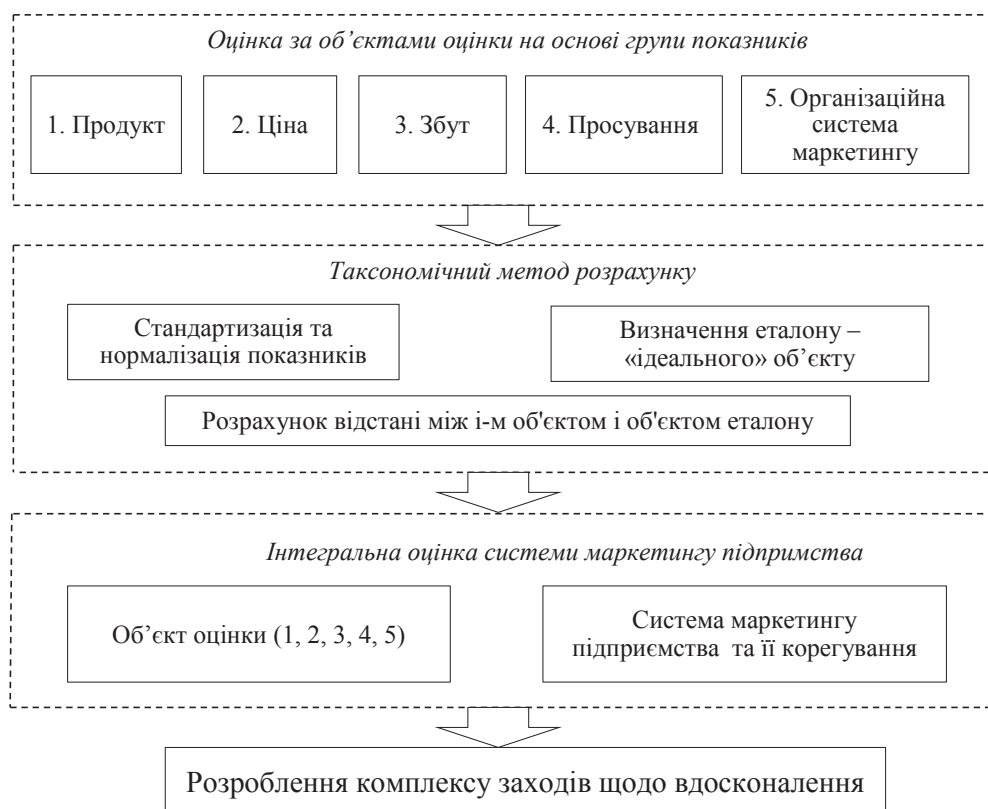 Оцінка за об’єктами оцінки на основі групи показників
1. Продукт
2. Ціна
3. Збут
4. Просування
5. Організаційна
система
маркетингу
Таксономічний метод розрахунку
Стандартизація та
нормалізація показників
Визначення еталону –
«ідеального» об’єкту
Розрахунок відстані між і-м об'єктом і об'єктом еталону
Інтегральна оцінка системи маркетингу підпримства
Об’єкт оцінки (1, 2, 3, 4, 5)
Система маркетингу
підприємства та її корегування
Розроблення комплексу заходів щодо вдосконалення